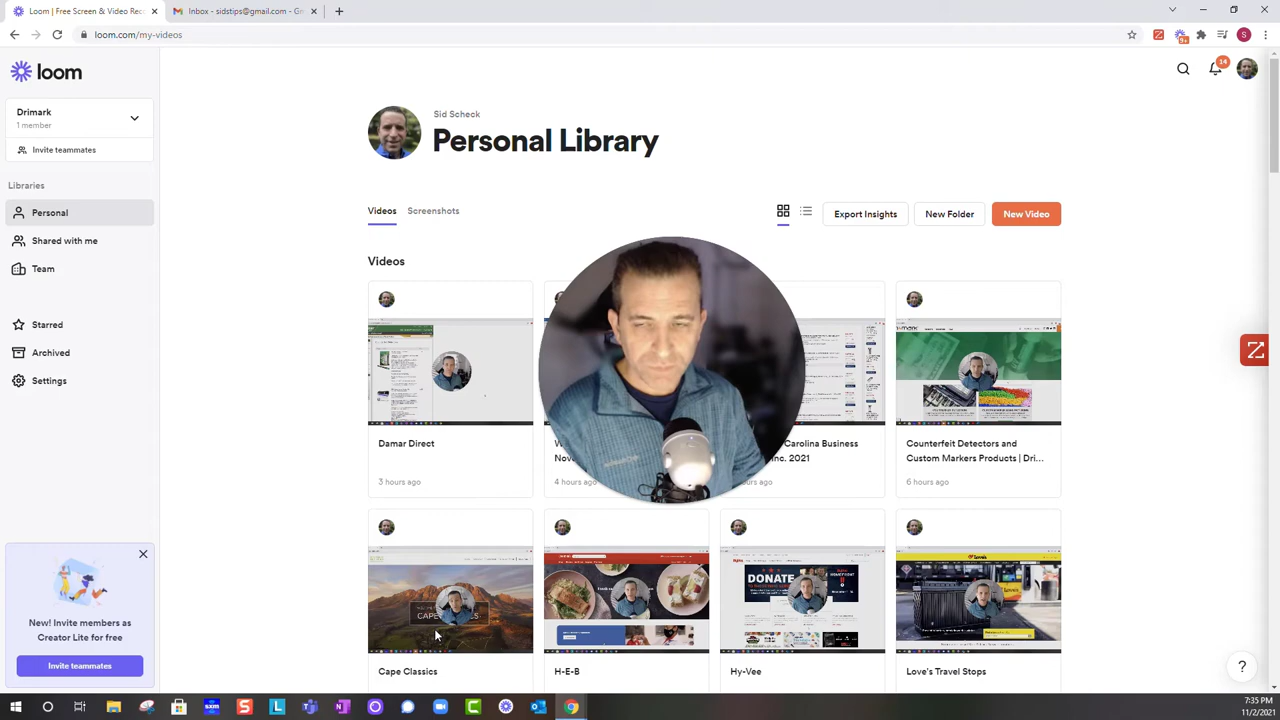 Loom | Free Screen & Video Rec
Inbox - sidstips@gmail.com - G
loom.com/my-videos
S
loom
14
Drimark
1 member
Invite teammates
Sid Scheck
Personal Library
Libraries
Personal
Shared with me
Team
Starred
Archived
Settings
Videos
Screenshots
Export Insights
New Folder
New Video
Videos
Damar Direct
3 hours ago
Nov
4 hours ago
Carolina Business
Inc. 2021
ago
Counterfeit Detectors and
Custom Markers Products | Dri...
6 hours ago
Cape Classics
H-E-B
DONATE
Hy-Vee
Love's Travel Stops
New! Invite members as
Creator Lite for free
Invite teammates
?
7:35 PM
11/2/2021